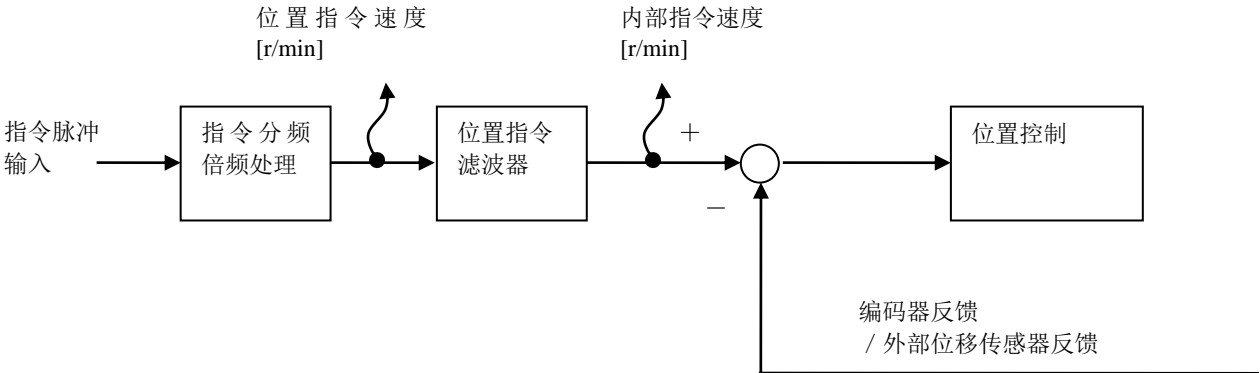 位置指令速度
[r/min]
内部指令速度
[r/min]
指令脉冲
输入
指令分频
倍频处理
位置指令
滤波器
＋
位置控制
－
编码器反馈
/外部位移传感器反馈